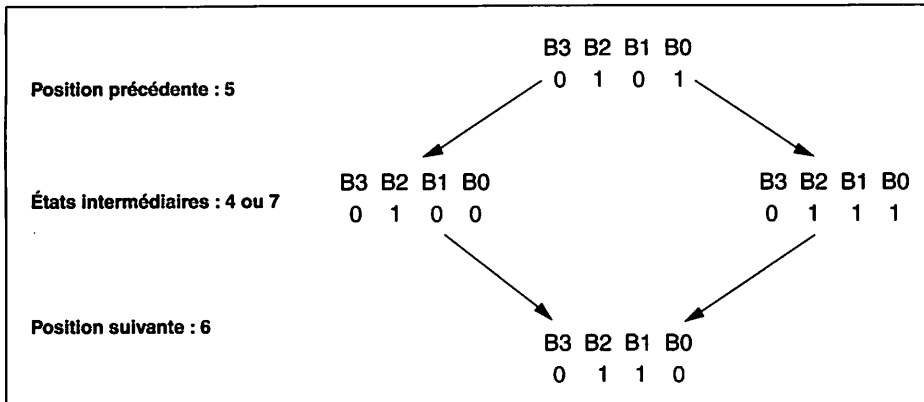 B3 B2 B1 B0
Position précédente : 5
0 1 0 1
B3 B2 B1 B0
B3 B2 B1 B0
États intermédiaires : 4 ou 7
0 1 0 0
0 1 1 1
Position suivante : 6
B3 B2 B1 B0
0 1 1 0